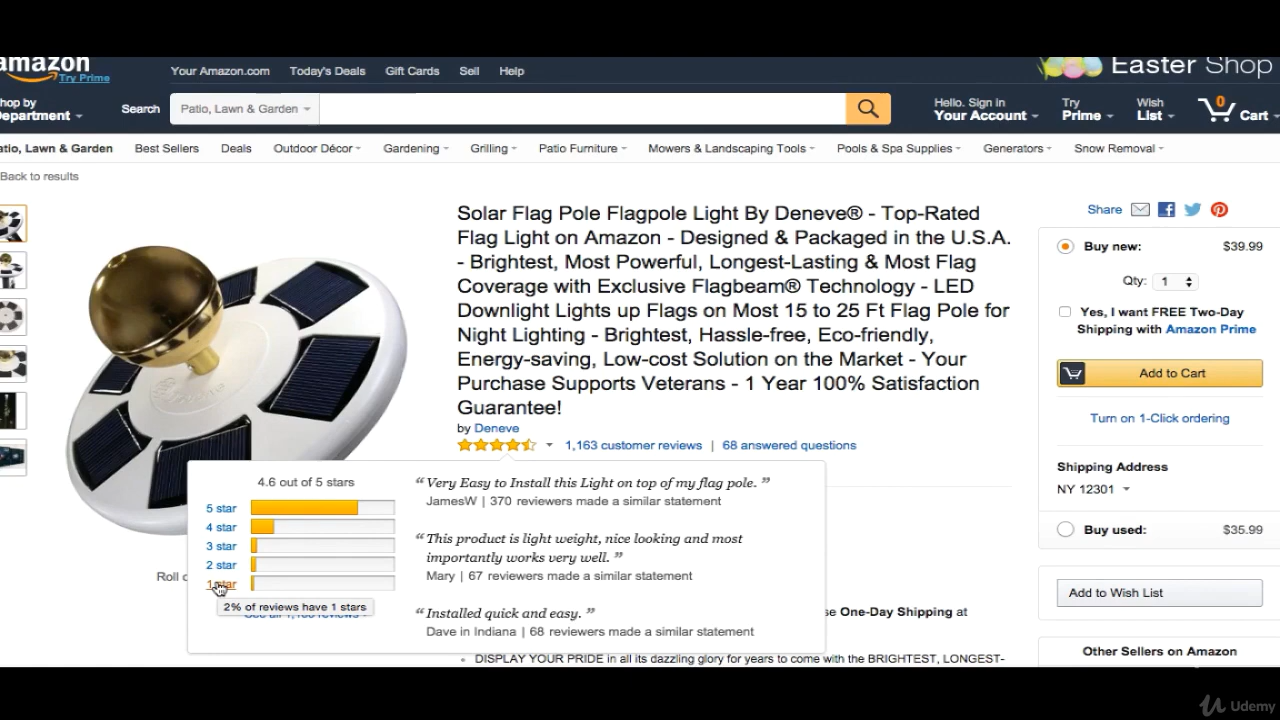 amazon
Try Prime
Your Amazon.com
Today's Deals
Gift Cards
Sell
Help
Easter Shop
hop by
Department
Search
Patio, Lawn & Garden
Hello. Sign in
Your Account
Try
Prime
Wish
List
0
Cart
atio, Lawn & Garden
Best Sellers
Deals
Outdoor Décor
Gardening
Grilling
Patio Furniture
Mowers & Landscaping Tools
Pools & Spa Supplies
Generators
Snow Removal
Back to results
Solar Flag Pole Flagpole Light By Deneve® - Top-Rated
Flag Light on Amazon - Designed & Packaged in the U.S.A.
- Brightest, Most Powerful, Longest-Lasting & Most Flag
Coverage with Exclusive Flagbeam® Technology - LED
Downlight Lights up Flags on Most 15 to 25 Ft Flag Pole for
Night Lighting - Brightest, Hassle-free, Eco-friendly,
Energy-saving, Low-cost Solution on the Market - Your
Purchase Supports Veterans - 1 Year 100% Satisfaction
Guarantee!
by Deneve
1,163 customer reviews | 68 answered questions
4.6 out of 5 stars
5 star
4 star
3 star
2 star
1 star
2% of reviews have 1 stars
“ Very Easy to Install this Light on top of my flag pole. ”
JamesW | 370 reviewers made a similar statement
“ This product is light weight, nice looking and most
importantly works very well. ”
Mary | 67 reviewers made a similar statement
“ Installed quick and easy. ”
Dave in Indiana | 68 reviewers made a similar statement
Roll
One-Day Shipping at
DISPLAY YOUR PRIDE in all its dazzling glory for years to come with the BRIGHTEST, LONGEST-
Share
Buy new:
$39.99
Qty: 1
Yes, I want FREE Two-Day
Shipping with Amazon Prime
Add to Cart
Turn on 1-Click ordering
Shipping Address
NY 12301
Buy used:
$35.99
Add to Wish List
Other Sellers on Amazon
Udemy